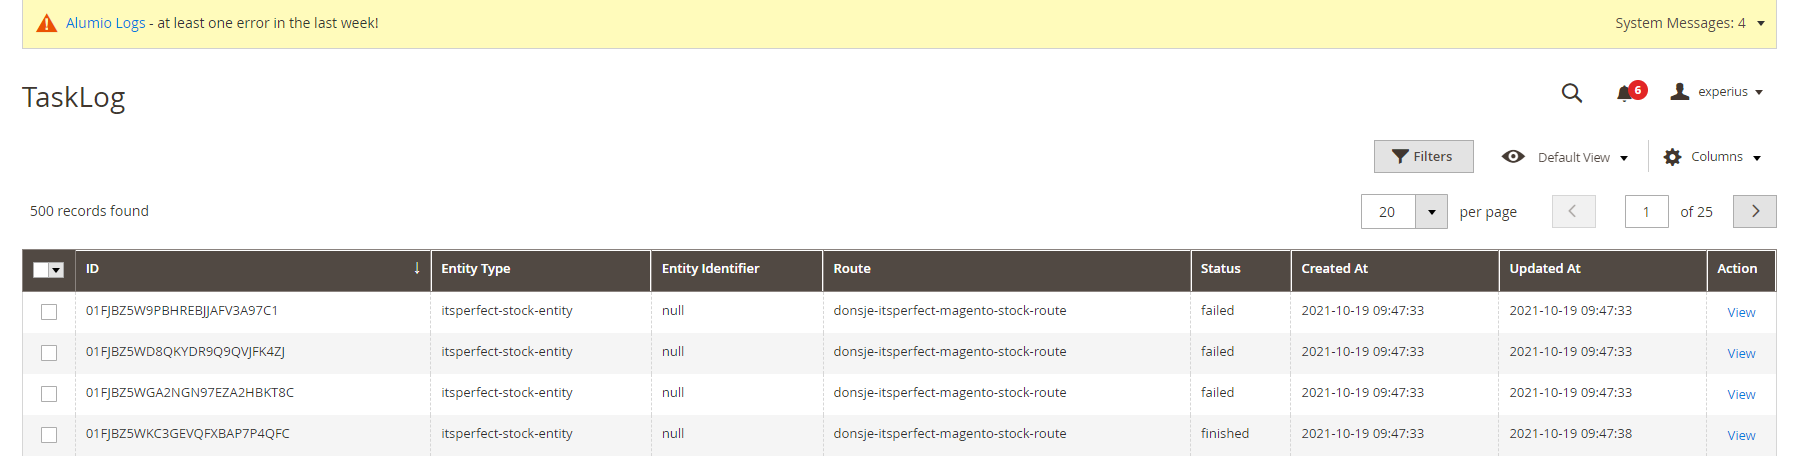 Alumio Logs - at least one error in the last week! System Messages: 4
TaskLog 6 experius
Filters Default View Columns
500 records found 20 per page 1 of 25
ID ↓ Entity Type Entity Identifier Route Status Created At Updated At Action
01FJBZ5W9PBHREBJJAFV3A97C1 itsperfect-stock-entity null donsje-itsperfect-magento-stock-route failed 2021-10-19 09:47:33 2021-10-19 09:47:33 View
01FJBZ5WD8QKYDR9Q9QVJFK4ZJ itsperfect-stock-entity null donsje-itsperfect-magento-stock-route failed 2021-10-19 09:47:33 2021-10-19 09:47:33 View
01FJBZ5WGA2NGN97EZA2HBKT8C itsperfect-stock-entity null donsje-itsperfect-magento-stock-route failed 2021-10-19 09:47:33 2021-10-19 09:47:33 View
01FJBZ5WKC3GEVQFXBAP7P4QFC itsperfect-stock-entity null donsje-itsperfect-magento-stock-route finished 2021-10-19 09:47:33 2021-10-19 09:47:38 View